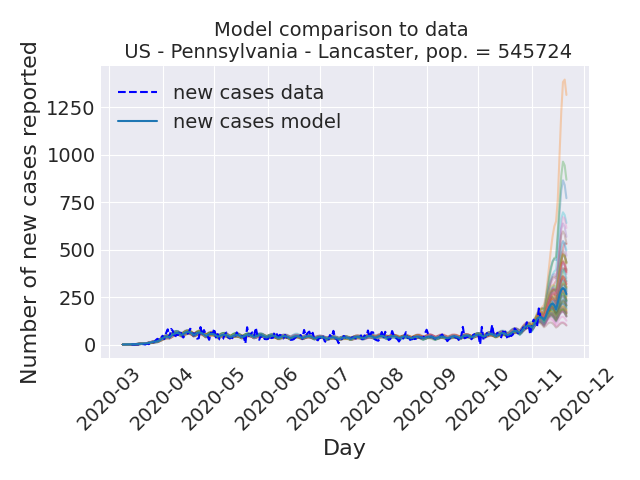 Model comparison to data
US - Pennsylvania - Lancaster, pop. = 545724
new cases data
new cases model
Number of new cases reported
1250
1000
750
500
250
0
2020-03
2020-04
2020-05
2020-06
2020-07
2020-08
2020-09
2020-10
2020-11
2020-12
Day